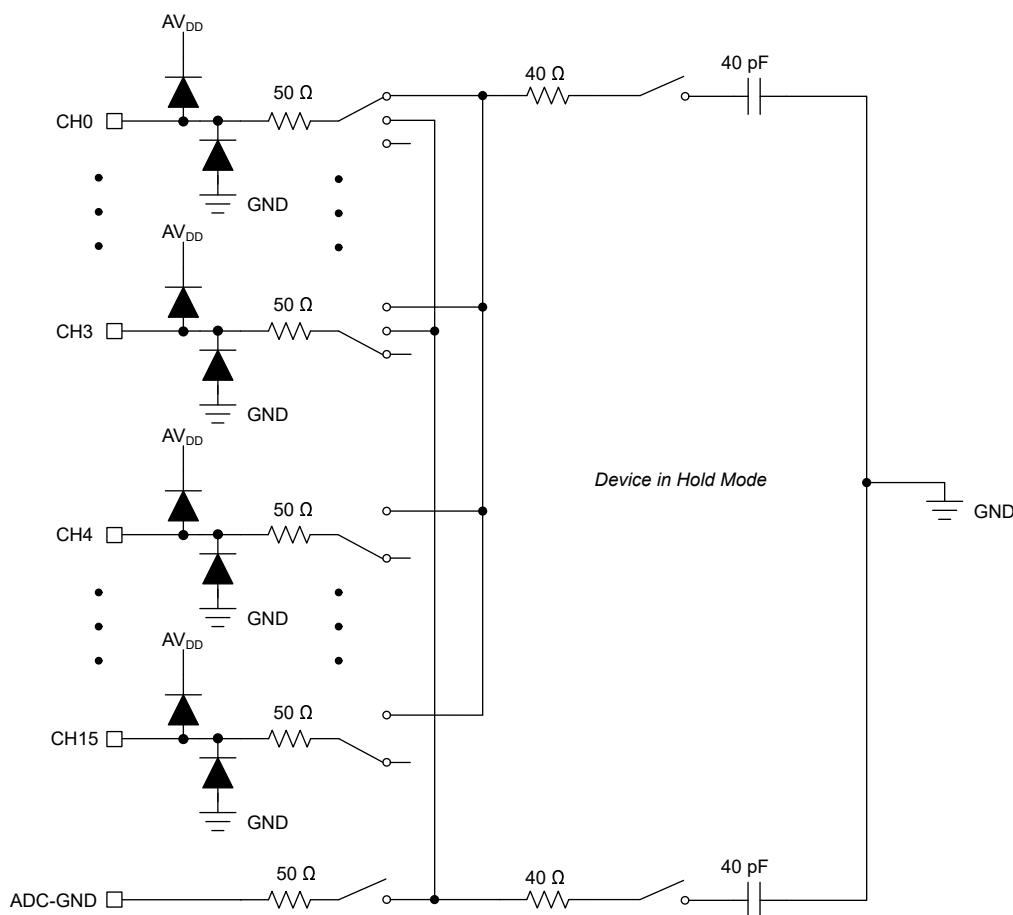 AVDD
40 pF
50 Ω
40 Ω
CH0
GND
AVDD
50 Ω
CH3
GND
AVDD
Device in Hold Mode
50 Ω
GND
CH4
GND
AVDD
50 Ω
CH15
GND
50 Ω
40 Ω
40 pF
ADC-GND